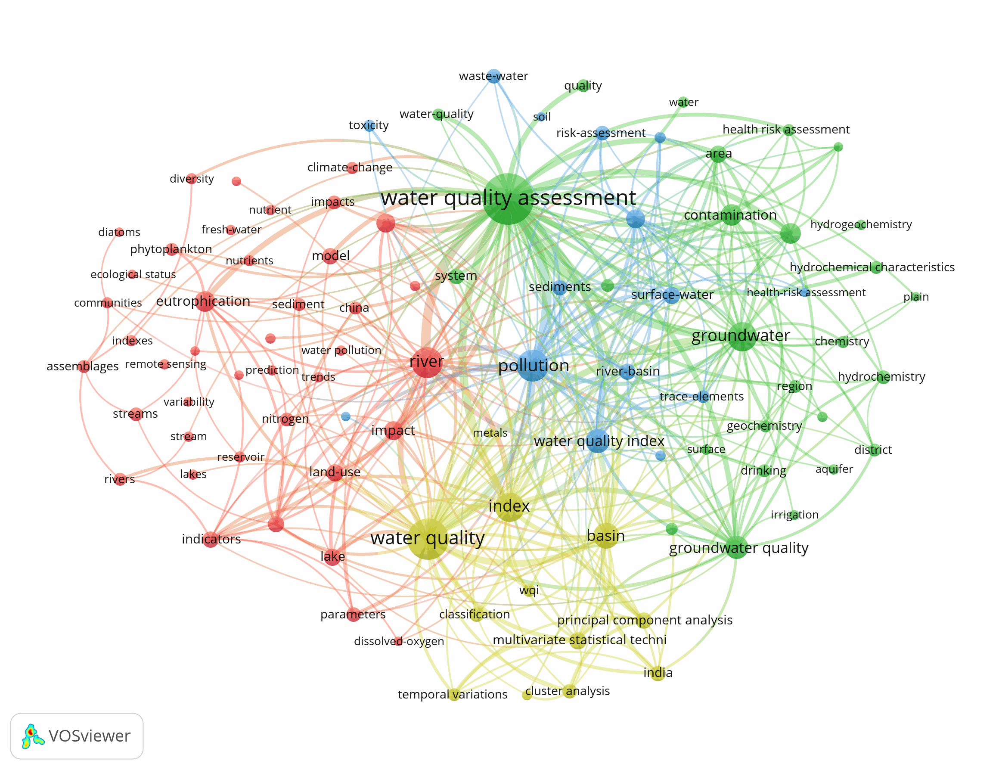 waste-water
quality
water
water-quality
soil
toxicity
risk-assessment
health risk assessment
area
climate-change
diversity
impacts
water quality assessment
nutrient
contamination
fresh-water
hydrogeochemistry
diatoms
phytoplankton
model
nutrients
hydrochemical characteristics
ecological status
system
sediments
surface-water
health-risk assessment
plain
communities
eutrophication
sediment
china
groundwater
indexes
chemistry
water pollution
remote sensing
assemblages
river
pollution
prediction
trends
river-basin
hydrochemistry
region
trace-elements
variability
streams
nitrogen
impact
metals
geochemistry
stream
water quality index
surface
district
reservoir
lakes
rivers
land-use
drinking
aquifer
index
irrigation
indicators
water quality
basin
groundwater quality
lake
wqi
parameters
classification
principal component analysis
multivariate statistical techni
dissolved-oxygen
india
temporal variations
cluster analysis
VOSviewer